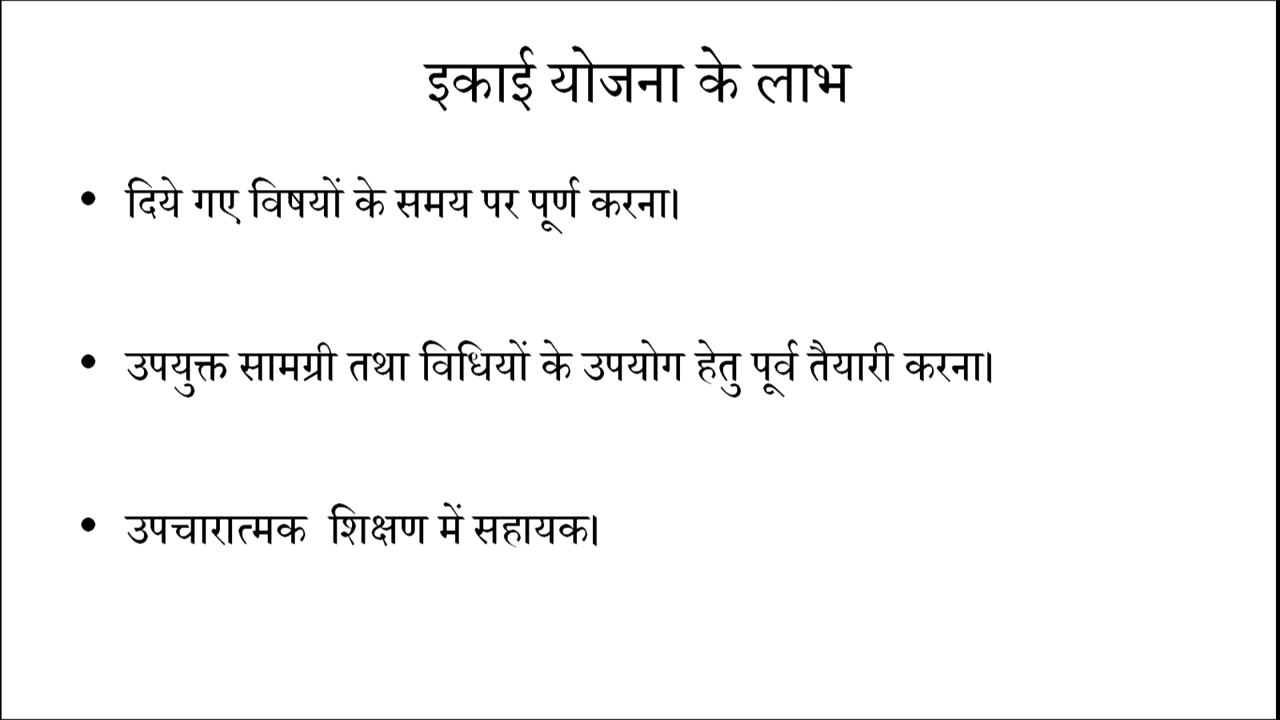 इकाई योजना के लाभ
• दिये गए विषयों के समय पर पूर्ण करना।
• उपयुक्त सामग्री तथा विधियों के उपयोग हेतु पूर्व तैयारी करना।
• उपचारात्मक  शिक्षण में सहायक।